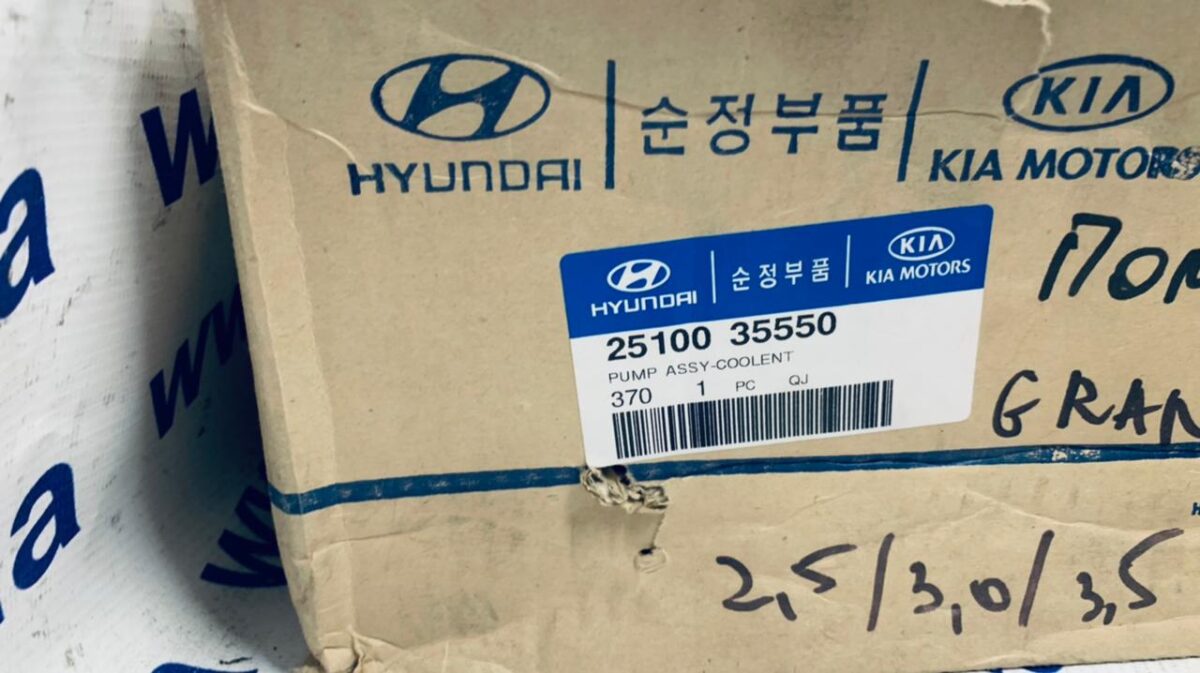 HYUNDAI 순정부품 KIA
KIA MOTORS
HYUNDAI 순정부품 KIA
KIA MOTORS
25100 35550
PUMP ASSY-COOLENT
370 1 PC QJ
GRAN
2,5/3,0/3,5